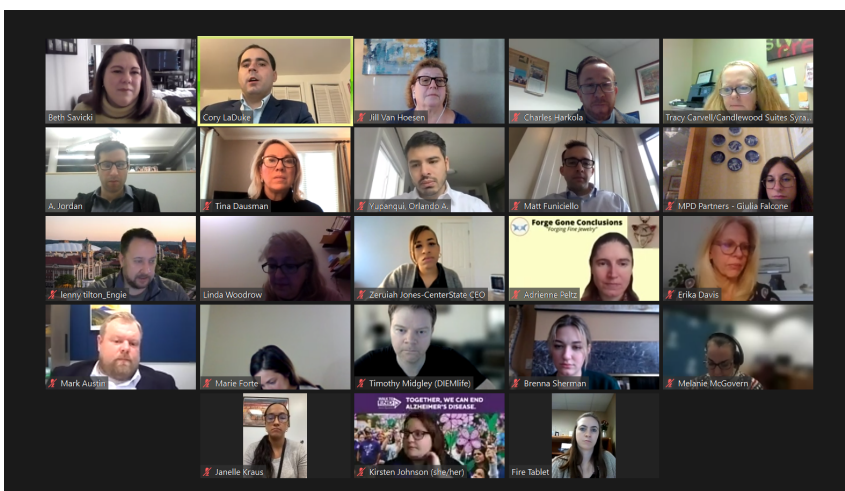 Beth Savicki
Cory LaDuke
Jill Van Hoesen
Charles Harkola
Tracy Carvell/Candlewood Suites Syra...
A. Jordan
Tina Dausman
Yupanqui, Orlando A.
Matt Funiciello
MPD Partners - Giulia Falcone
Forge Gone Conclusions
"Forging Fine Jewelry"
lenny tilton_Engie
Linda Woodrow
Zeruiah Jones-CenterState CEO
Adrienne Peltz
Erika Davis
Mark Austin
Marie Forte
Timothy Midgley (DIEMlife)
Brenna Sherman
Melanie McGovern
TOGETHER, WE CAN END
ALZHEIMER'S DISEASE.
Janelle Kraus
Kirsten Johnson (she/her)
Fire Tablet